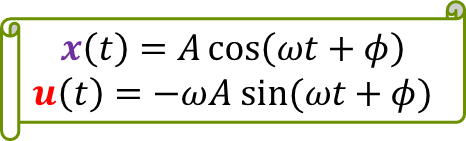 x(t) = A cos(ωt + ϕ)
u(t) = −ωA sin(ωt + ϕ)